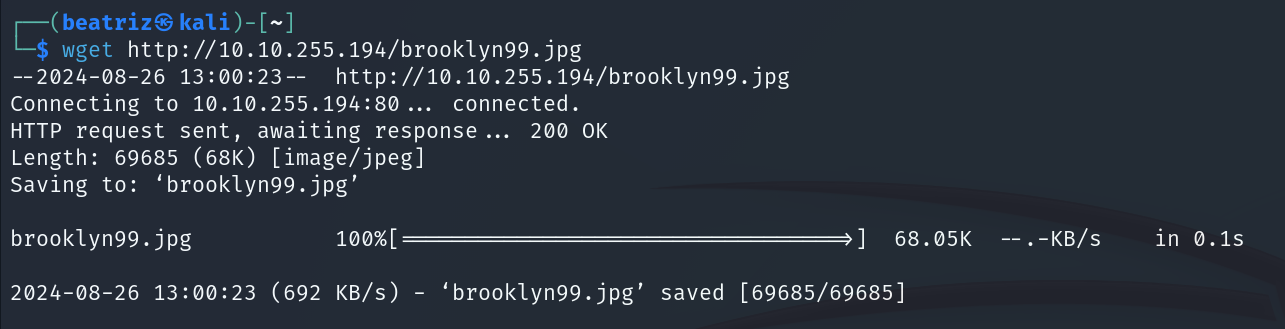 ┌──(beatriz㉿kali)-[~]
└─$ wget http://10.10.255.194/brooklyn99.jpg
--2024-08-26 13:00:23--  http://10.10.255.194/brooklyn99.jpg
Connecting to 10.10.255.194:80... connected.
HTTP request sent, awaiting response... 200 OK
Length: 69685 (68K) [image/jpeg]
Saving to: ‘brooklyn99.jpg’
brooklyn99.jpg 100%[==================================>] 68.05K --.-KB/s in 0.1s
2024-08-26 13:00:23 (692 KB/s) - ‘brooklyn99.jpg’ saved [69685/69685]